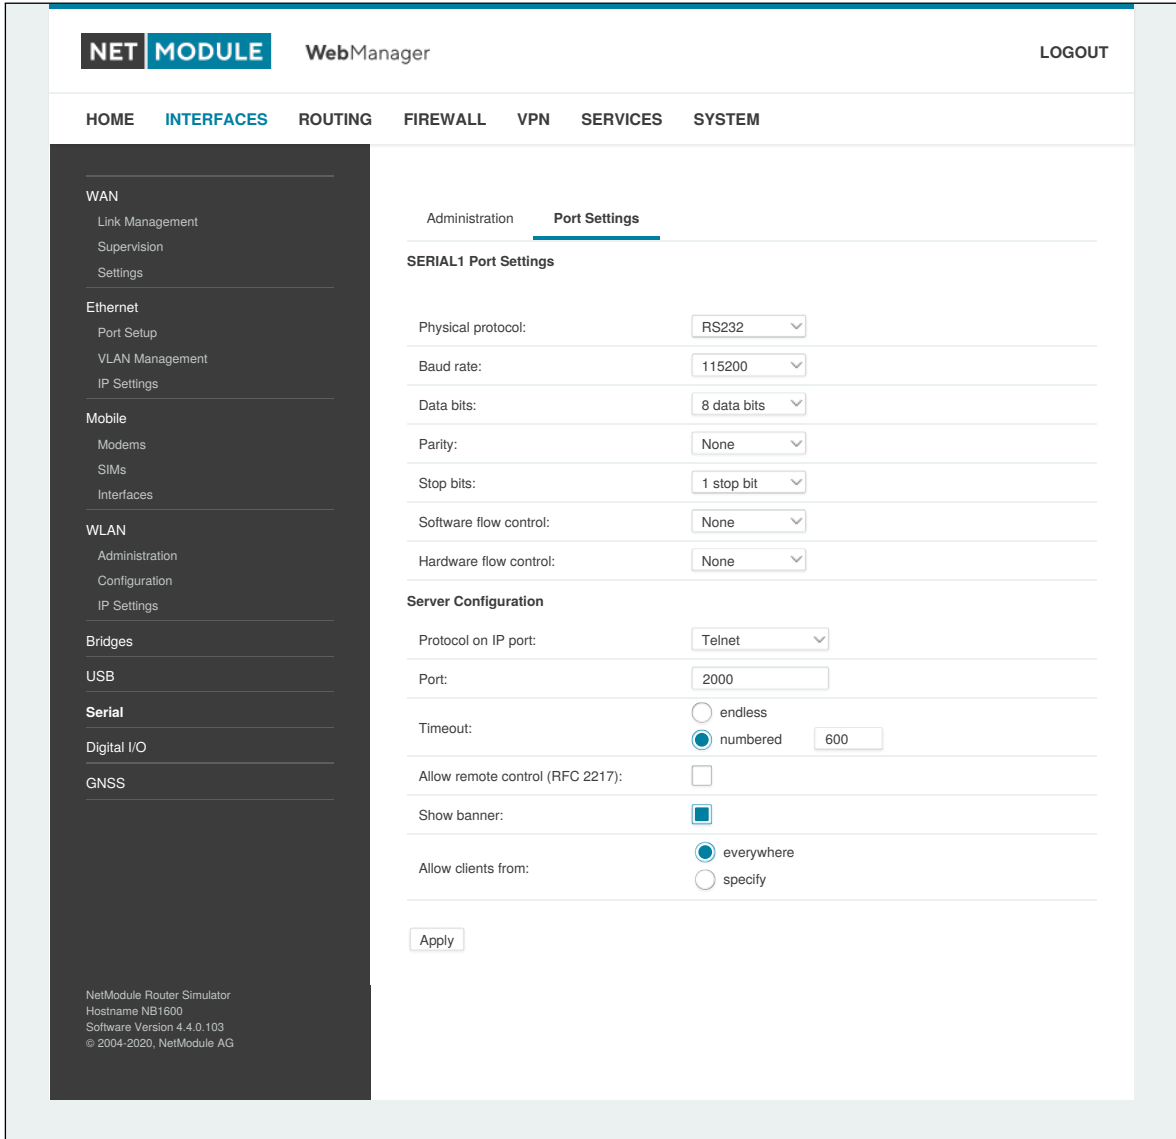 NET MODULE WebManager LOGOUT
HOME INTERFACES ROUTING FIREWALL VPN SERVICES SYSTEM
WAN
Link Management
Supervision
Settings
Ethernet
Port Setup
VLAN Management
IP Settings
Mobile
Modems
SIMs
Interfaces
WLAN
Administration
Configuration
IP Settings
Bridges
USB
Serial
Digital I/O
GNSS
NetModule Router Simulator
Hostname NB1600
Software Version 4.4.0.103
© 2004-2020, NetModule AG
Administration Port Settings
SERIAL1 Port Settings
Physical protocol: RS232
Baud rate: 115200
Data bits: 8 data bits
Parity: None
Stop bits: 1 stop bit
Software flow control: None
Hardware flow control: None
Server Configuration
Protocol on IP port: Telnet
Port: 2000
Timeout:
endless
numbered 600
Allow remote control (RFC 2217):
Show banner:
Allow clients from:
everywhere
specify
Apply